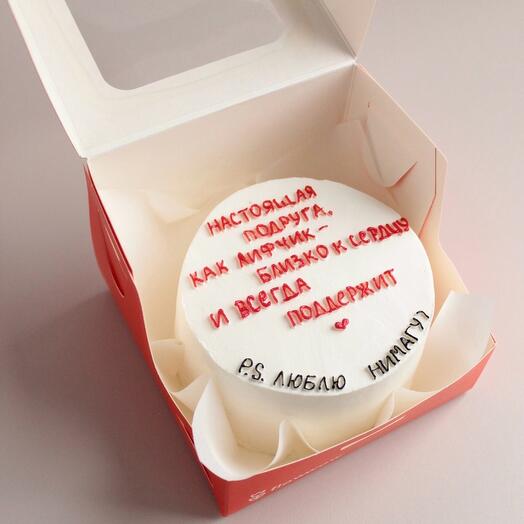 НАСТОЯЩАЯ
ПОДРУГА,
КАК ЛИФЧИК -
БЛИЗКО К СЕРДЦУ
И ВСЕГДА
ПОДДЕРЖИТ
P.S. ЛЮБЛЮ НИМАГУ?